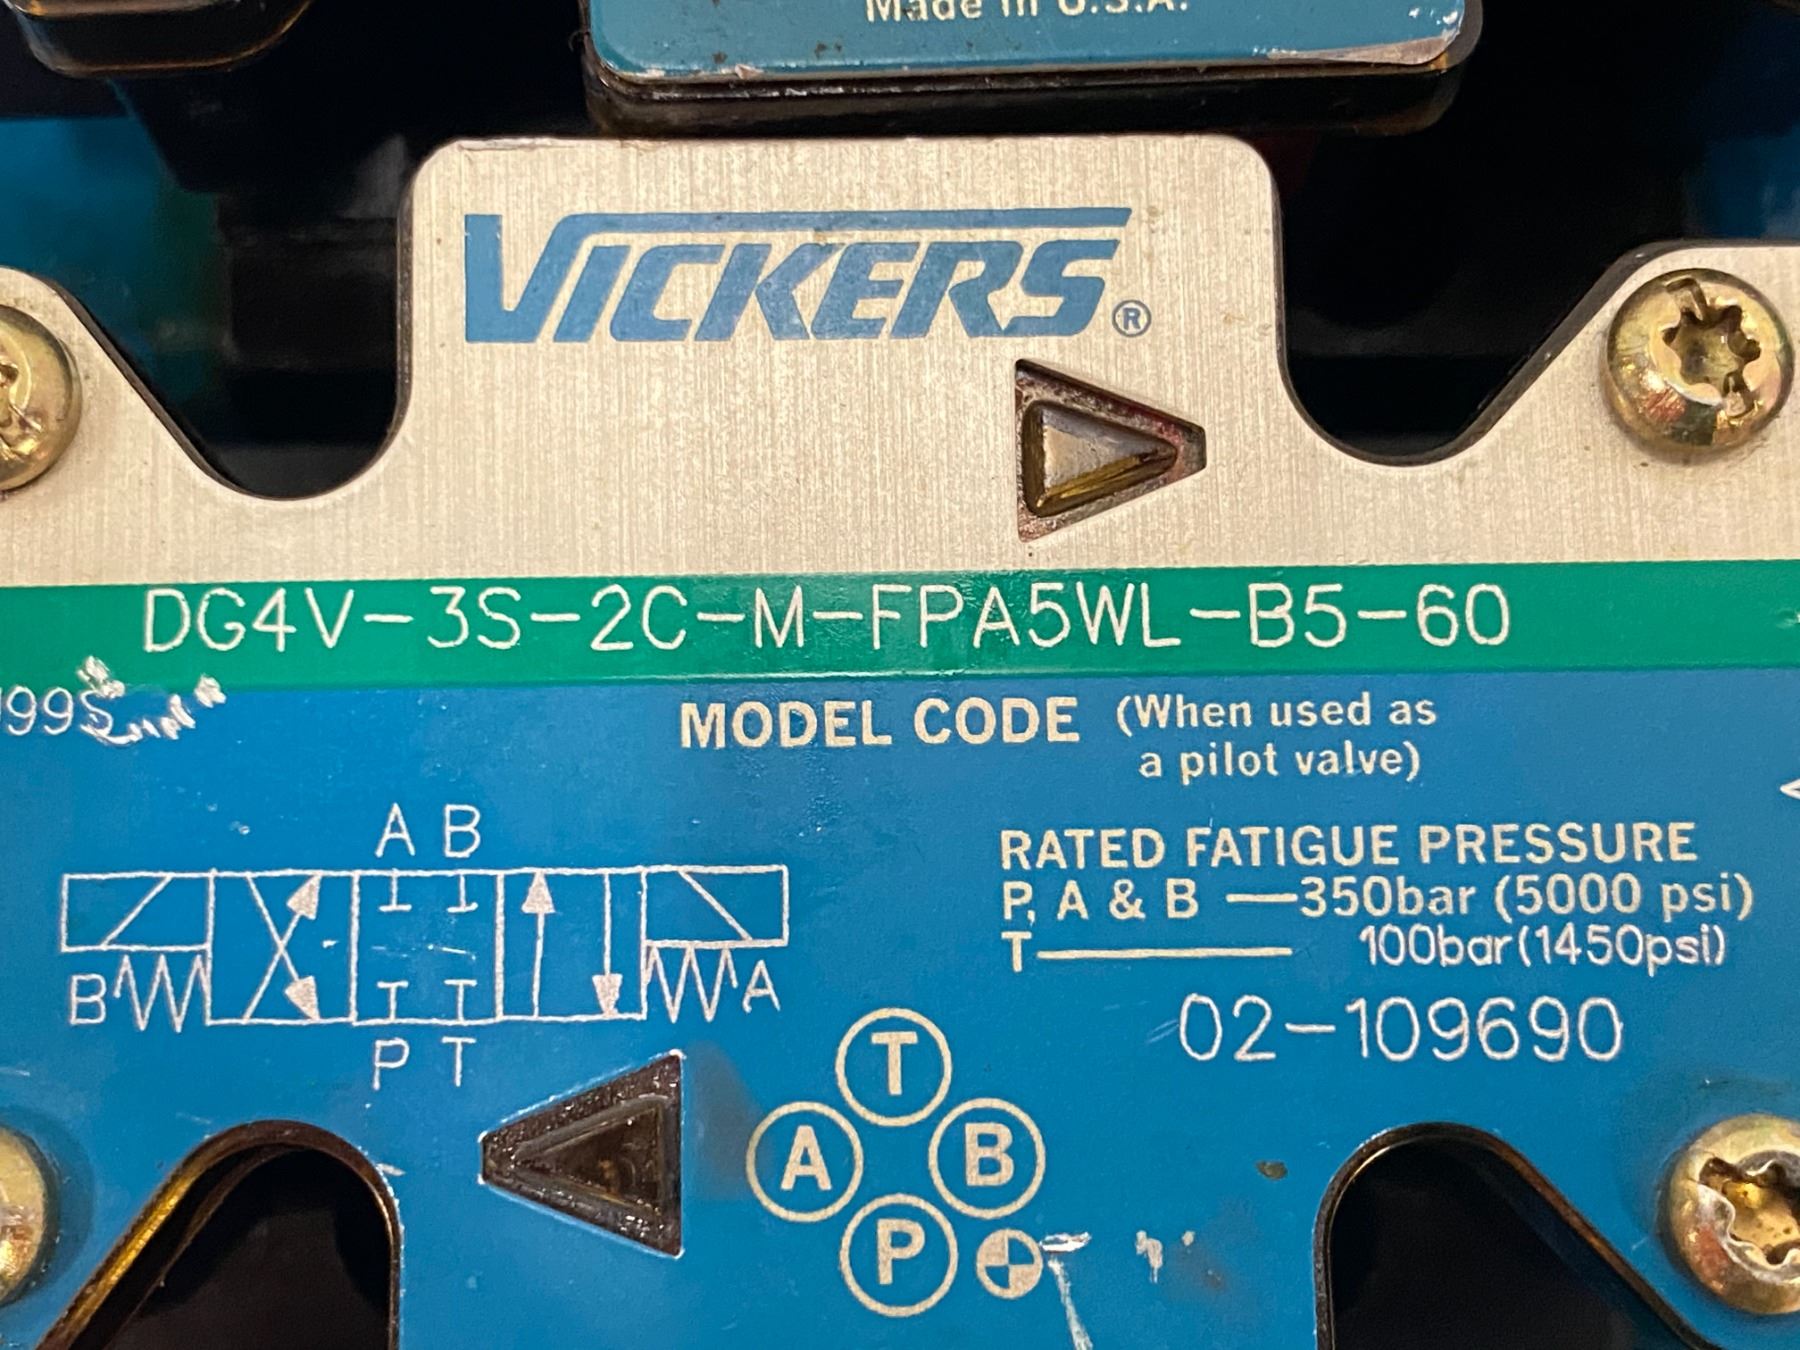 Made in U.S.A.
VICKERS®
DG4V-3S-2C-M-FPA5WL-B5-60
MODEL CODE (When used as
a pilot valve)
A B
B A
P T
RATED FATIGUE PRESSURE
P, A & B —350bar (5000 psi)
T— 100bar(1450psi)
02-109690
T
A B
P